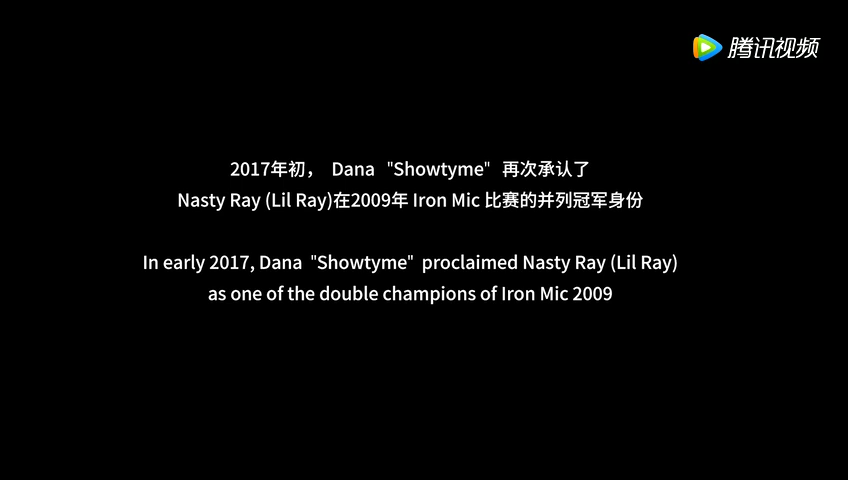 腾讯视频
2017年初， Dana "Showtyme" 再次承认了
Nasty Ray (Lil Ray)在2009年 Iron Mic 比赛的并列冠军身份
In early 2017, Dana "Showtyme" proclaimed Nasty Ray (Lil Ray)
as one of the double champions of Iron Mic 2009